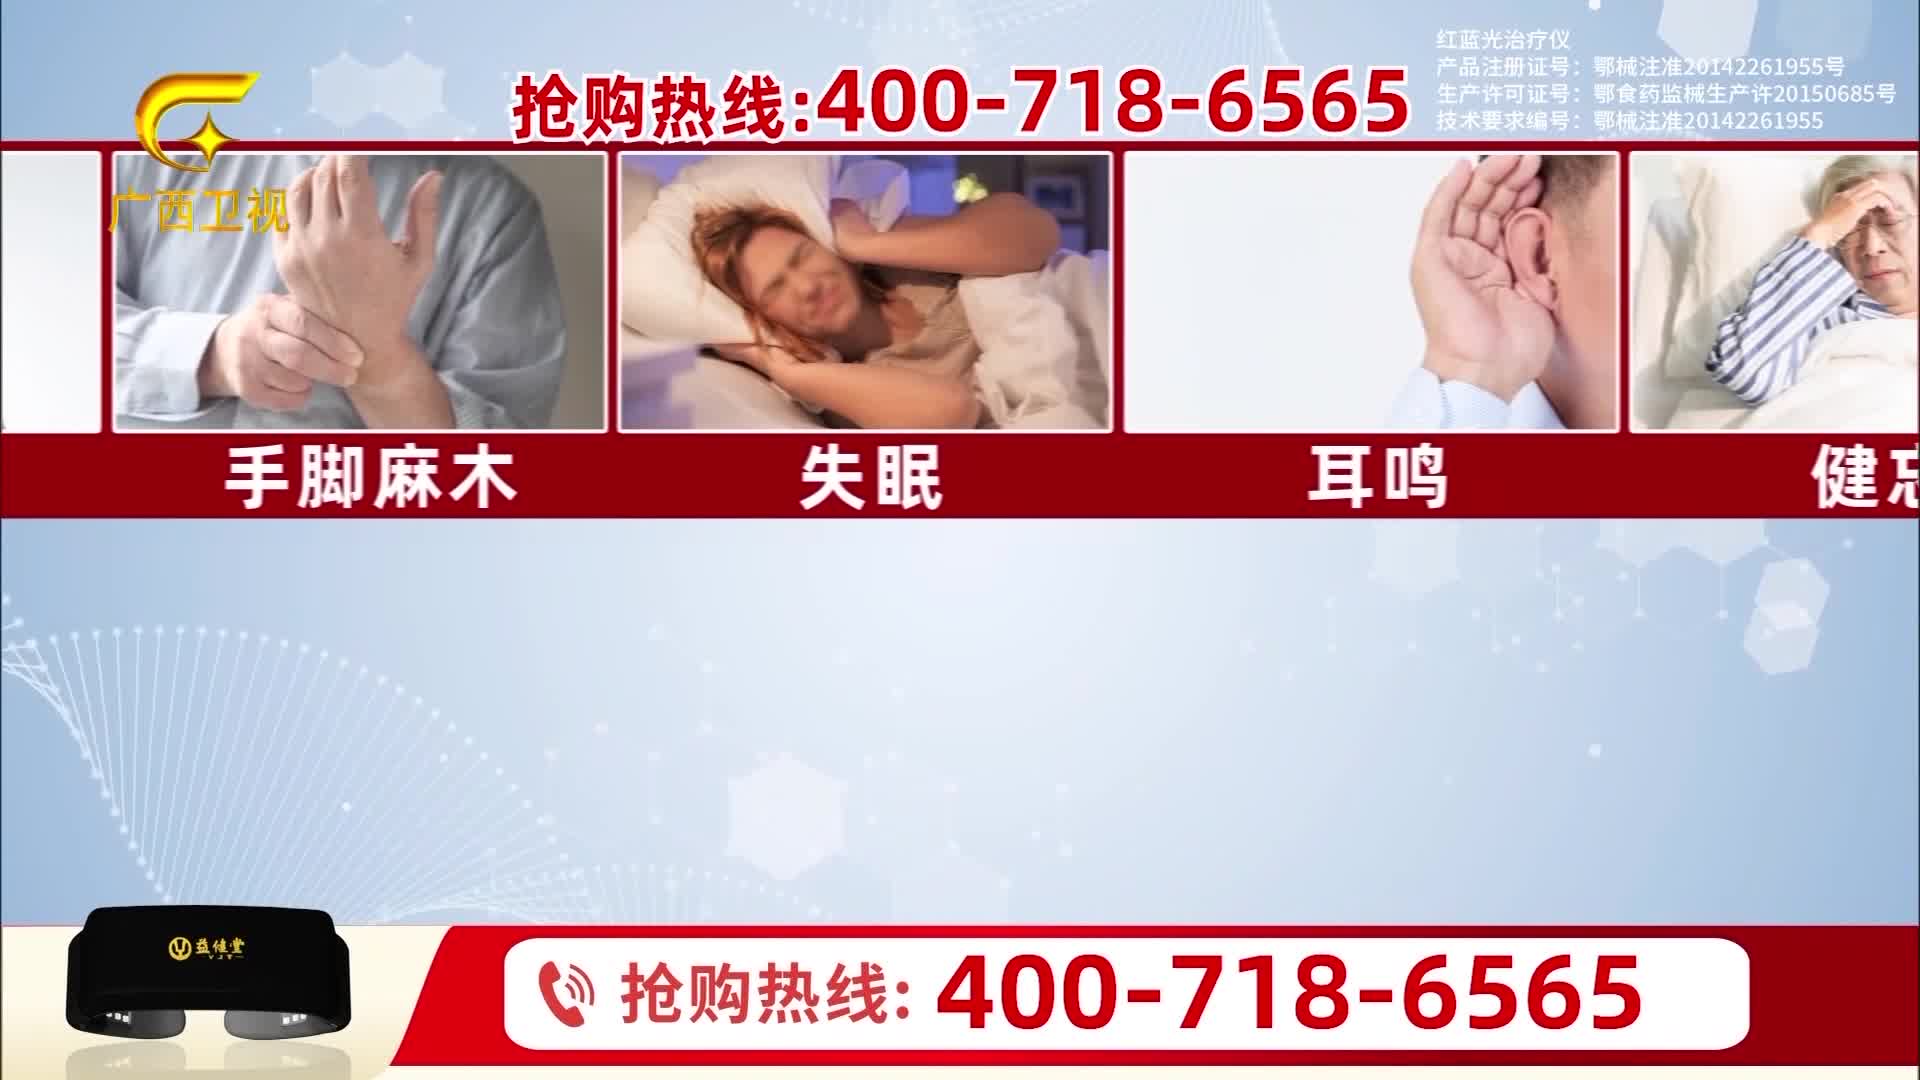 红蓝光治疗仪
产品注册证号：鄂械注准20142261955号
生产许可证号：鄂食药监械生产许20150685号
技术要求编号：鄂械注准20142261955
抢购热线:400-718-6565
广西卫视
手脚麻木
失眠
耳鸣
健忘
益健堂
YJT
抢购热线: 400-718-6565